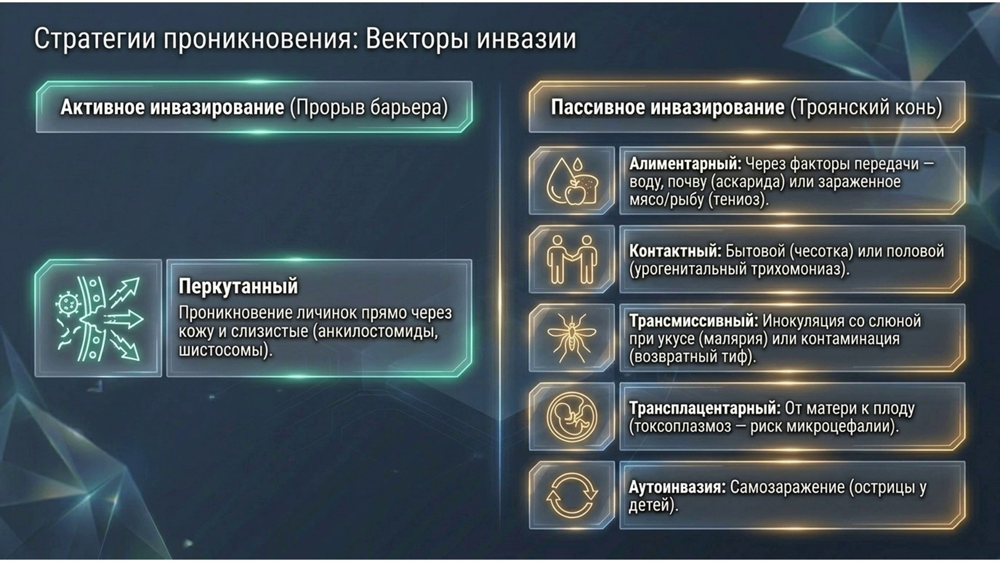 Стратегии проникновения: Векторы инвазии
Активное инвазирование (Прорыв барьера)
Перкутанный
Проникновение личинок прямо через
кожу и слизистые (анкилостомиды,
шистосомы).
Пассивное инвазирование (Троянский конь)
Алиментарный: Через факторы передачи —
воду, почву (аскарида) или зараженное
мясо/рыбу (тениоз).
Контактный: Бытовой (чесотка) или половой
(урогенитальный трихомониаз).
Трансмиссивный: Инокуляция со слюной
при укусе (малярия) или контаминация
(возвратный тиф).
Трансплацентарный: От матери к плоду
(токсоплазмоз — риск микроцефалии).
Аутоинвазия: Самозаражение (острицы у
детей).